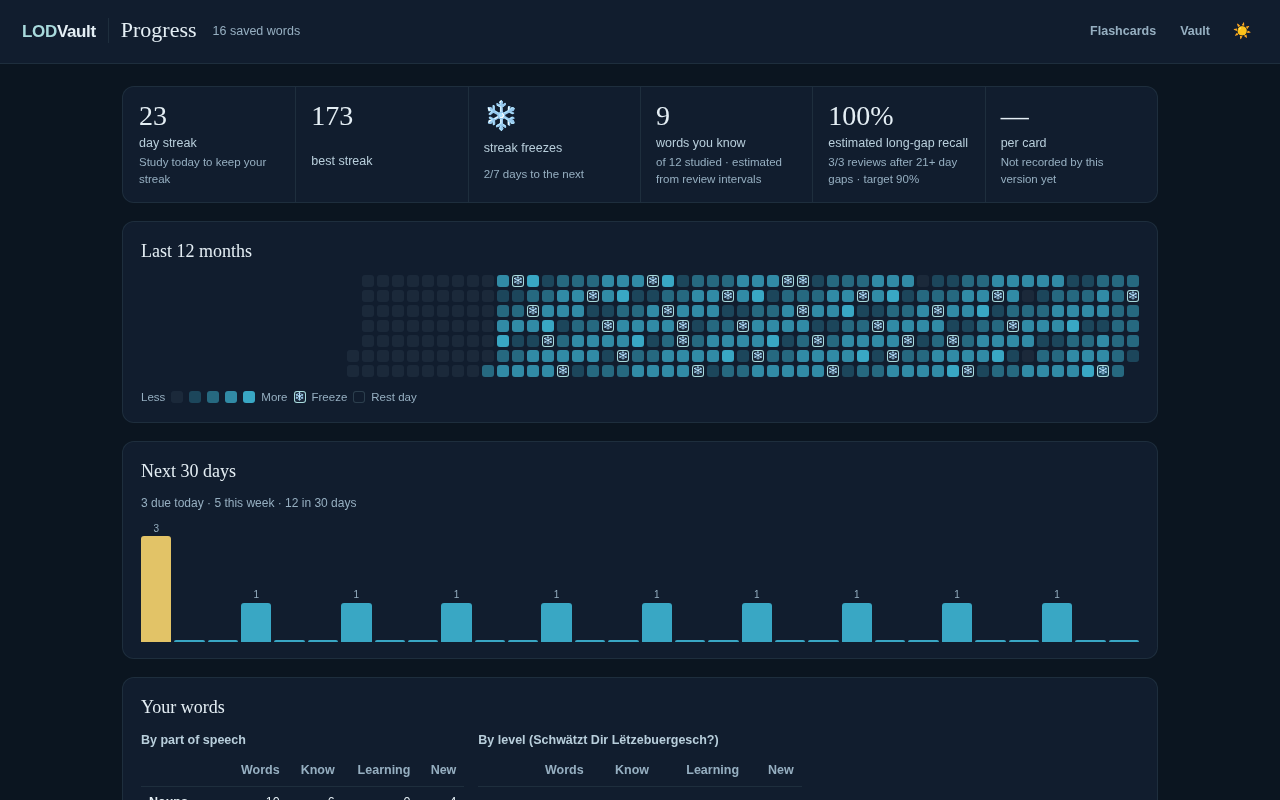 LODVault
Progress
16 saved words
Flashcards
Vault
23
day streak
Study today to keep your
streak
173
best streak
streak freezes
2/7 days to the next
9
words you know
of 12 studied · estimated
from review intervals
100%
estimated long-gap recall
3/3 reviews after 21+ day
gaps · target 90%
—
per card
Not recorded by this
version yet
Last 12 months
Less
More
Freeze
Rest day
Next 30 days
3 due today · 5 this week · 12 in 30 days
3
1 1 1 1 1 1 1 1 1
Your words
By part of speech
Words Know Learning New
By level (Schwätzt Dir Lëtzebuergesch?)
Words Know Learning New